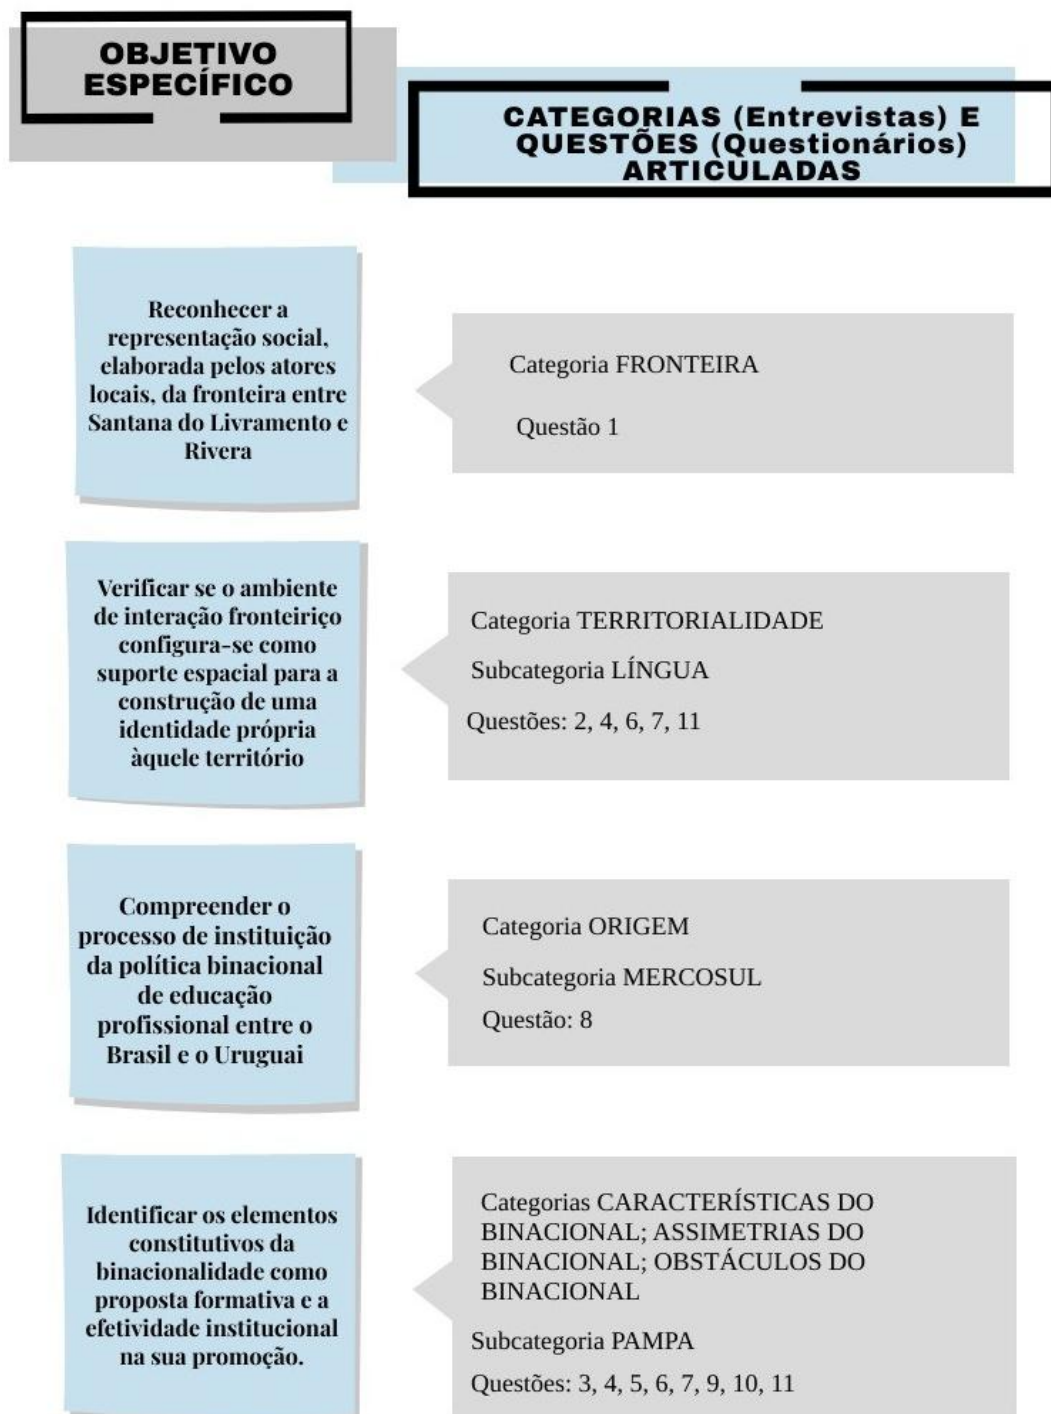 OBJETIVO
ESPECÍFICO
CATEGORIAS (Entrevistas) E
QUESTÕES (Questionários)
ARTICULADAS
Reconhecer a
representação social,
elaborada pelos atores
locais, da fronteira entre
Santana do Livramento e
Rivera
Categoria FRONTEIRA
Questão 1
Verificar se o ambiente
de interação fronteiriço
configura-se como
suporte espacial para a
construção de uma
identidade própria
àquele território
Categoria TERRITORIALIDADE
Subcategoria LÍNGUA
Questões: 2, 4, 6, 7, 11
Compreender o
processo de instituição
da política binacional
de educação
profissional entre o
Brasil e o Uruguai
Categoria ORIGEM
Subcategoria MERCOSUL
Questão: 8
Identificar os elementos
constitutivos da
binacionalidade como
proposta formativa e a
efetividade institucional
na sua promoção.
Categorias CARACTERÍSTICAS DO
BINACIONAL; ASSIMETRIAS DO
BINACIONAL; OBSTÁCULOS DO
BINACIONAL
Subcategoria PAMPA
Questões: 3, 4, 5, 6, 7, 9, 10, 11